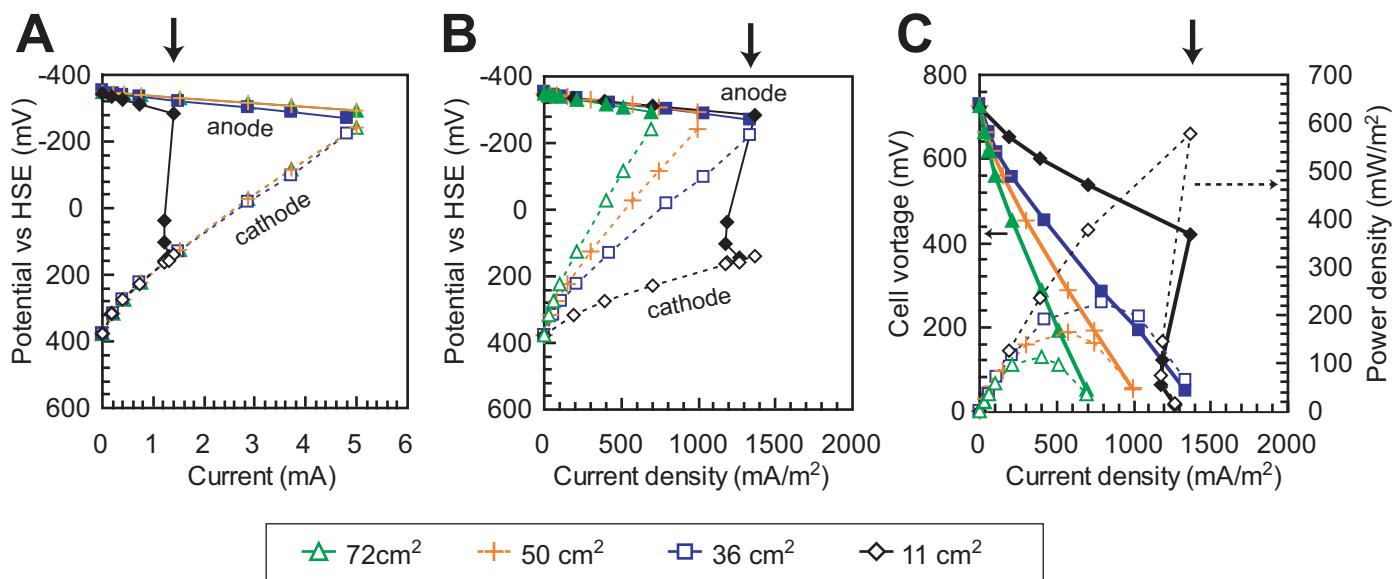 A
B
C
-400
-200
0
200
400
600
Potential vs HSE (mV)
anode
cathode
0
1
2
3
4
5
6
Current (mA)
-400
-200
0
200
400
600
Potential vs HSE (mV)
anode
cathode
0
500
1000
1500
2000
Current density (mA/m²)
800
600
400
200
0
Cell vortage (mV)
700
600
500
400
300
200
100
0
Power density (mW/m²)
0
500
1000
1500
2000
Current density (mA/m²)
72cm²
50 cm²
36 cm²
11 cm²